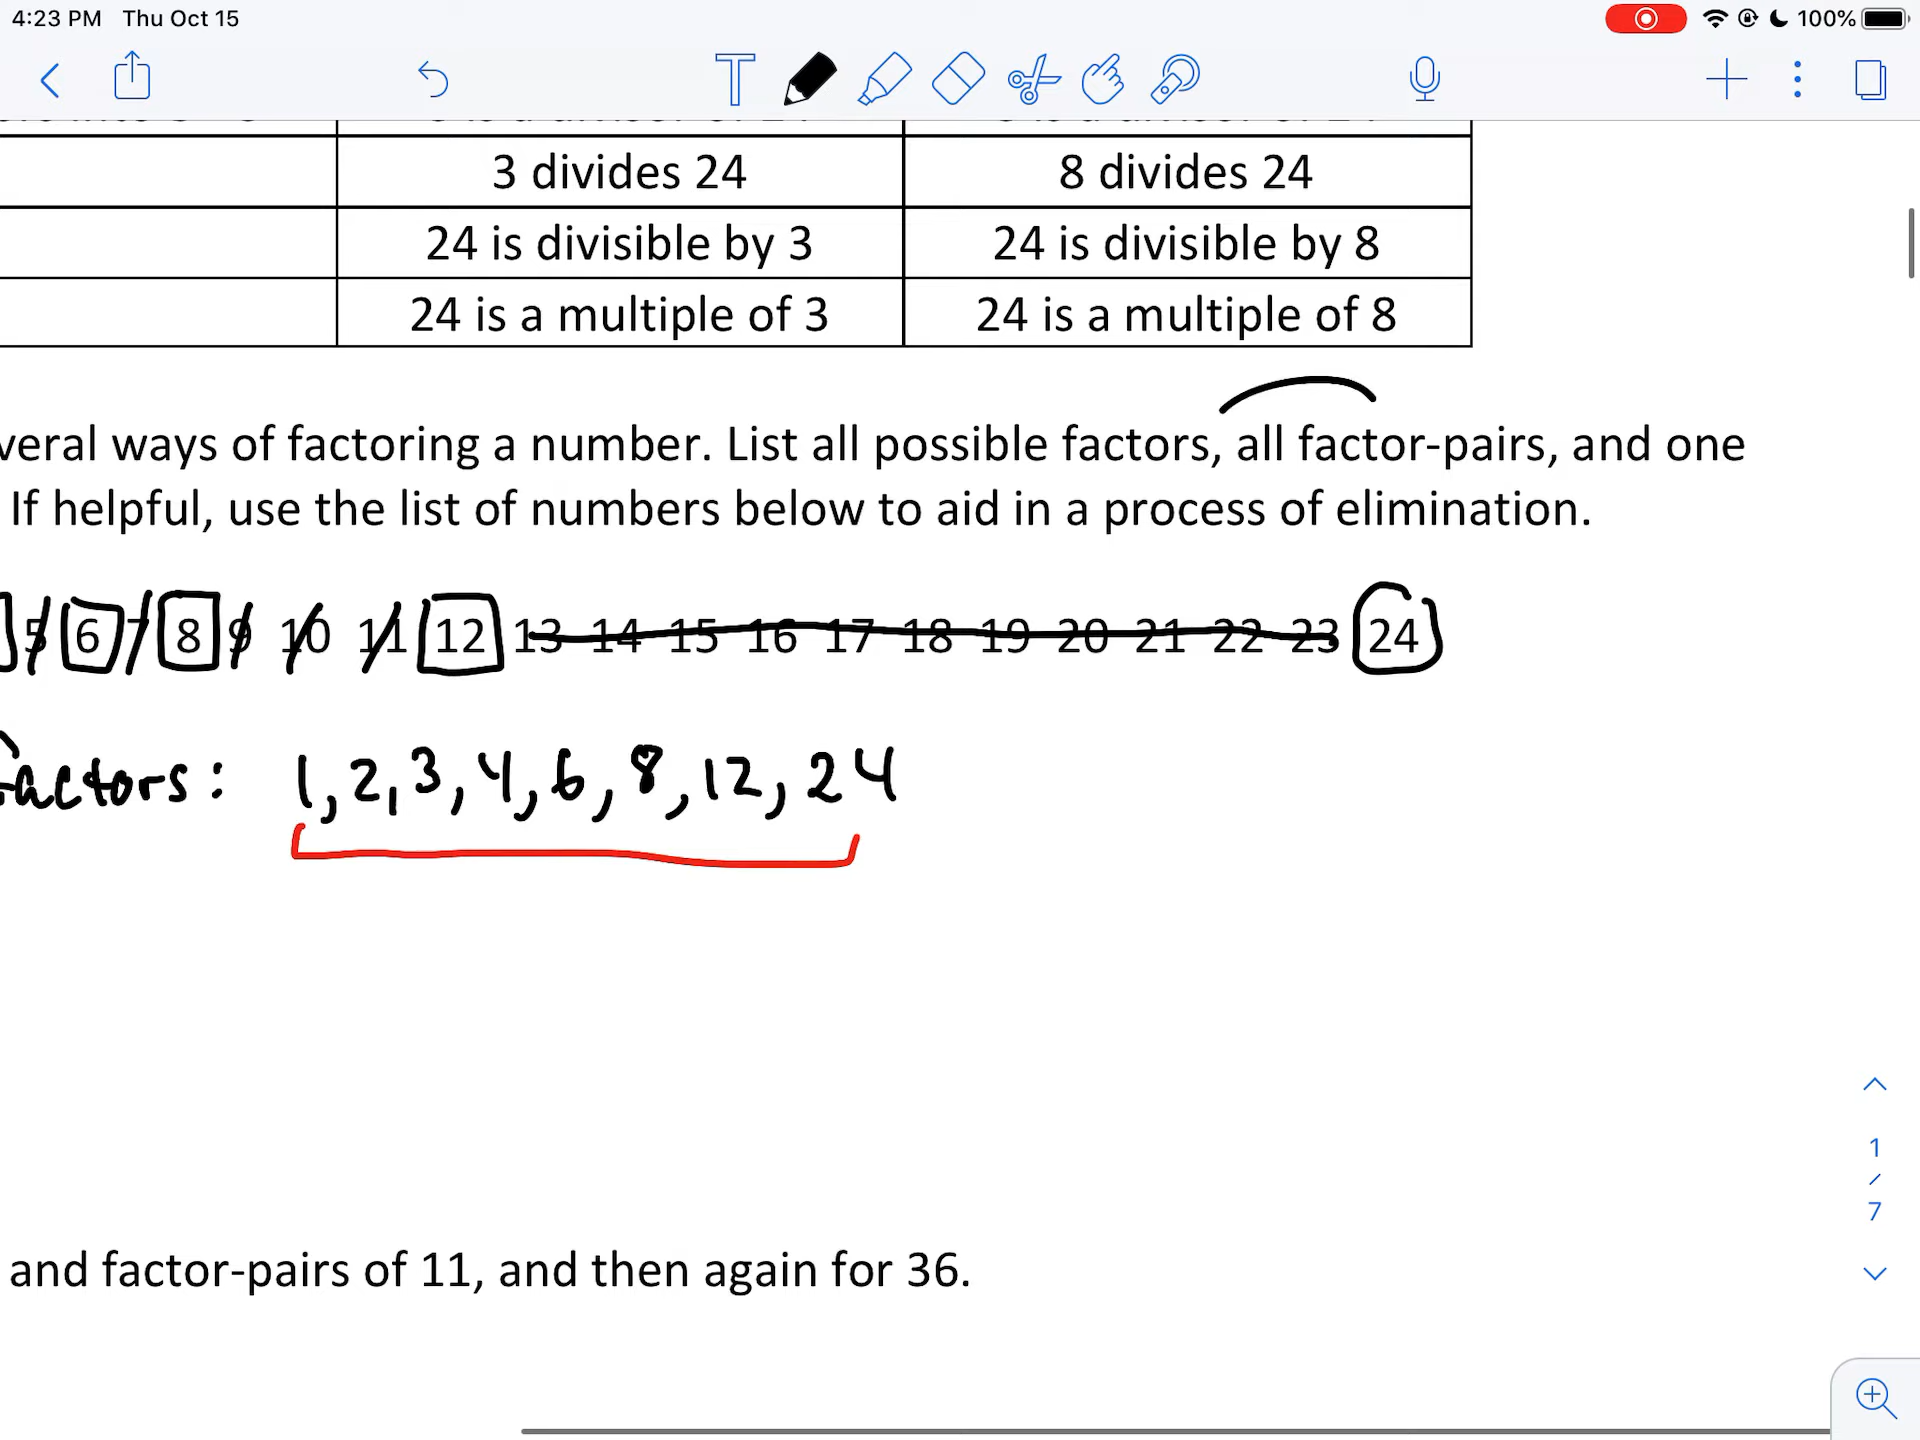 4:23 PM Thu Oct 15 100%
3 divides 24 8 divides 24
24 is divisible by 3 24 is divisible by 8
24 is a multiple of 3 24 is a multiple of 8
veral ways of factoring a number. List all possible factors, all factor-pairs, and one
If helpful, use the list of numbers below to aid in a process of elimination.
5 6 7 8 9 10 11 12 13 14 15 16 17 18 19 20 21 22 23 24
Factors: 1, 2, 3, 4, 6, 8, 12, 24
1
/
7
and factor-pairs of 11, and then again for 36.